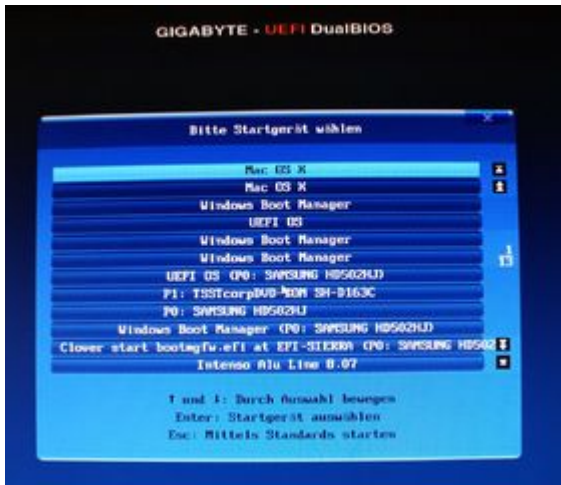 GIGABYTE - UEFI DualBIOS
Bitte Startgerät wählen
Mac OS X
Mac OS X
Windows Boot Manager
UEFI OS
Windows Boot Manager
Windows Boot Manager
UEFI OS (P0: SAMSUNG HD502HJ)
P1: TSSTcorpDVD-ROM SH-D163C
P0: SAMSUNG HD502HJ
Windows Boot Manager (P0: SAMSUNG HD502HJ)
Clover start bootmgfw.efi at EFI-SIERRA (P0: SAMSUNG HD502
Intenso Alu Line 8.07
1
13
↑ und ↓: Durch Auswahl bewegen
Enter: Startgerät auswählen
Esc: Mittels Standards starten